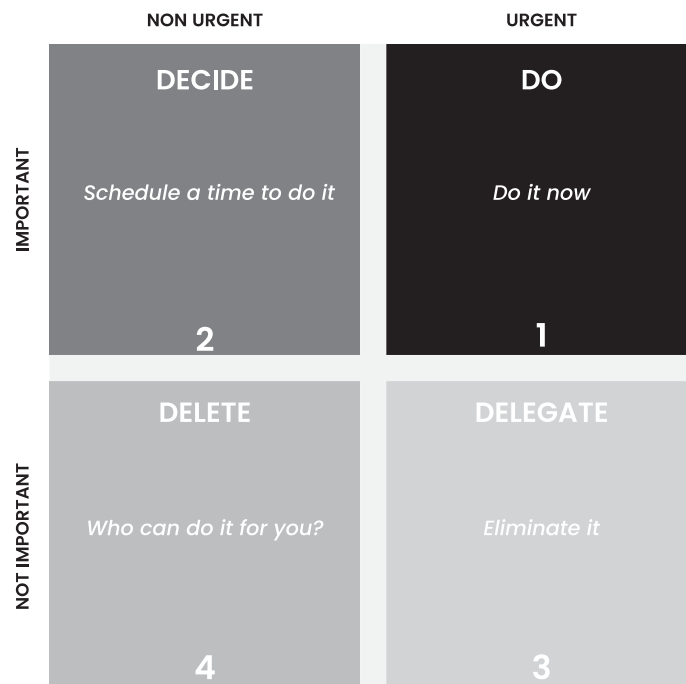 NON URGENT
URGENT
IMPORTANT
DECIDE
Schedule a time to do it
2
DO
Do it now
1
NOT IMPORTANT
DELETE
Who can do it for you?
4
DELEGATE
Eliminate it
3